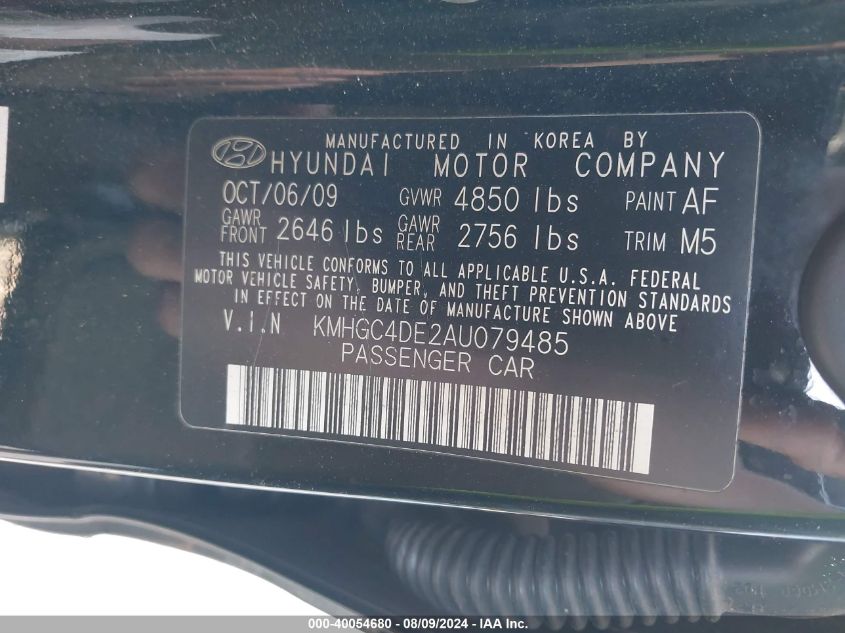 MANUFACTURED IN KOREA BY
HYUNDAI MOTOR COMPANY
OCT/06/09 GVWR 4850 lbs PAINT AF
GAWR FRONT 2646 lbs GAWR REAR 2756 lbs TRIM M5
THIS VEHICLE CONFORMS TO ALL APPLICABLE U.S.A. FEDERAL
MOTOR VEHICLE SAFETY, BUMPER, AND THEFT PREVENTION STANDARDS
IN EFFECT ON THE DATE OF MANUFACTURE SHOWN ABOVE
V.I.N KMHGC4DE2AU079485
PASSENGER CAR
000-40054680 - 08/09/2024 - IAA Inc.